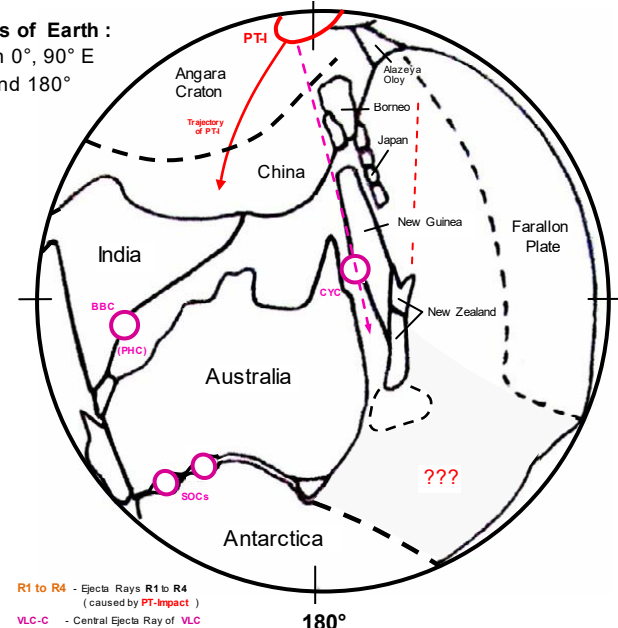 s of Earth :
n 0°, 90° E
nd 180°
PT-I
Angara
Craton
Alazeya
Oloy
Borneo
Trajectory
of PT-I
Japan
China
New Guinea
Farallon
Plate
India
CYC
BBC
New Zealand
(PHC)
Australia
???
SOCs
Antarctica
R1 to R4 - Ejecta Rays R1 to R4
( caused by PT-Impact )
VLC-C - Central Ejecta Ray of VLC
180°